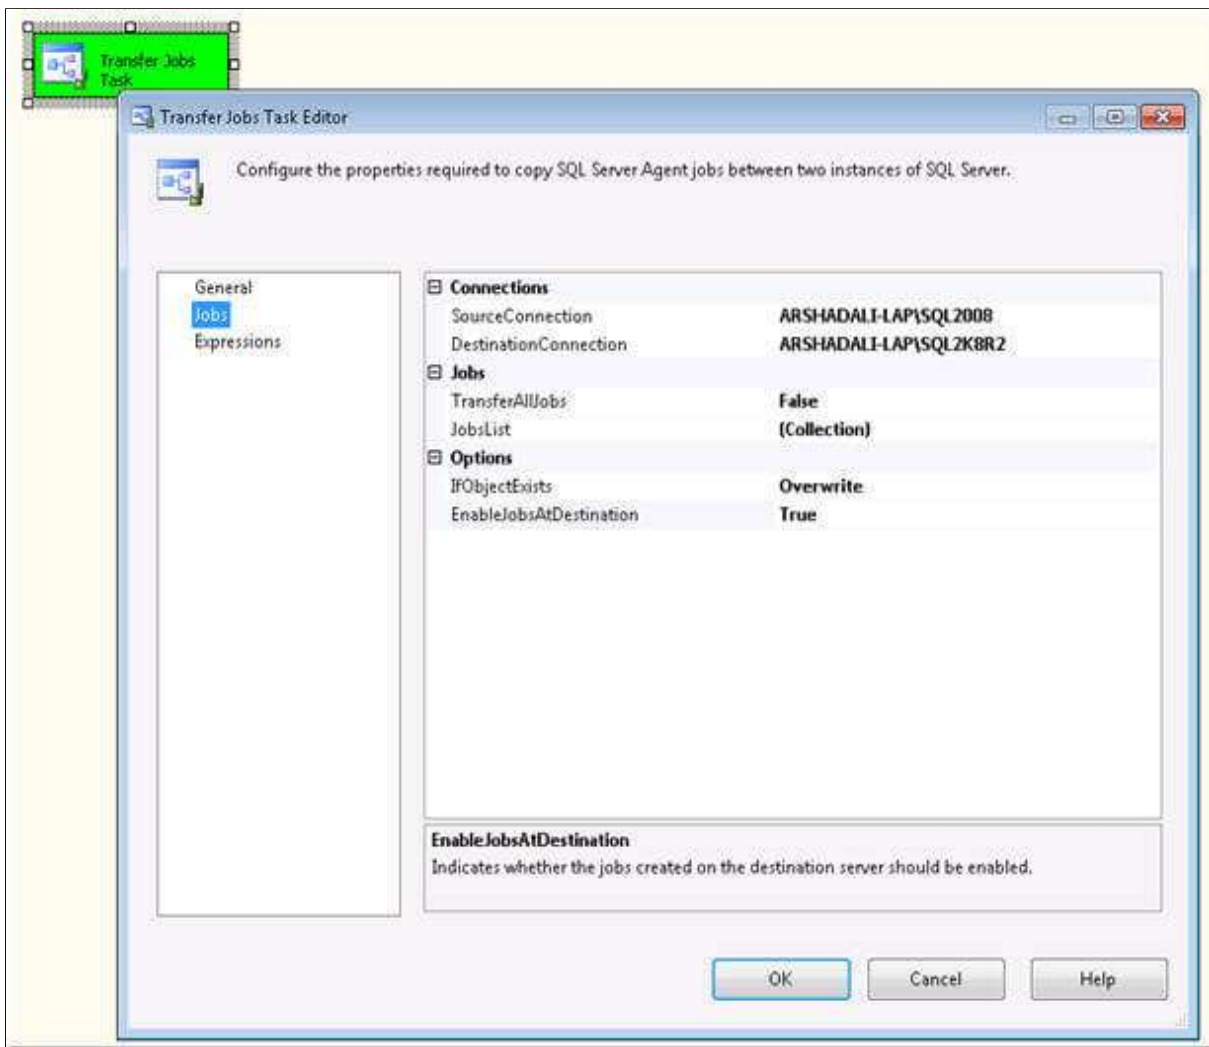 Transfer Jobs
Task
Transfer Jobs Task Editor
Configure the properties required to copy SQL Server Agent jobs between two instances of SQL Server.
General
Jobs
Expressions
Connections
SourceConnection ARSHADALI-LAP\SQL2008
DestinationConnection ARSHADALI-LAP\SQL2K8R2
Jobs
TransferAllJobs False
JobsList (Collection)
Options
IfObjectExists Overwrite
EnableJobsAtDestination True
EnableJobsAtDestination
Indicates whether the jobs created on the destination server should be enabled.
OK Cancel Help